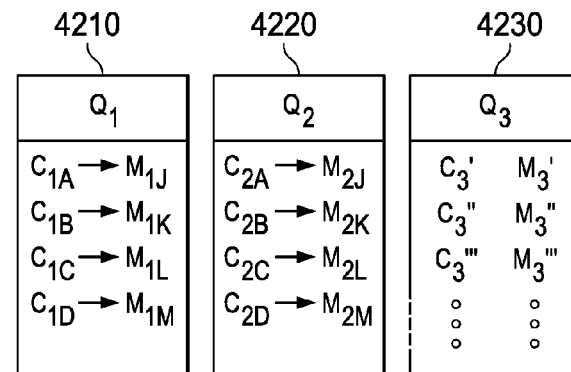 4210 4220 4230
Q₁ Q₂ Q₃
C₁A → M₁J C₂A → M₂J C₃' M₃'
C₁B → M₁K C₂B → M₂K C₃'' M₃''
C₁C → M₁L C₂C → M₂L C₃''' M₃'''
C₁D → M₁M C₂D → M₂M